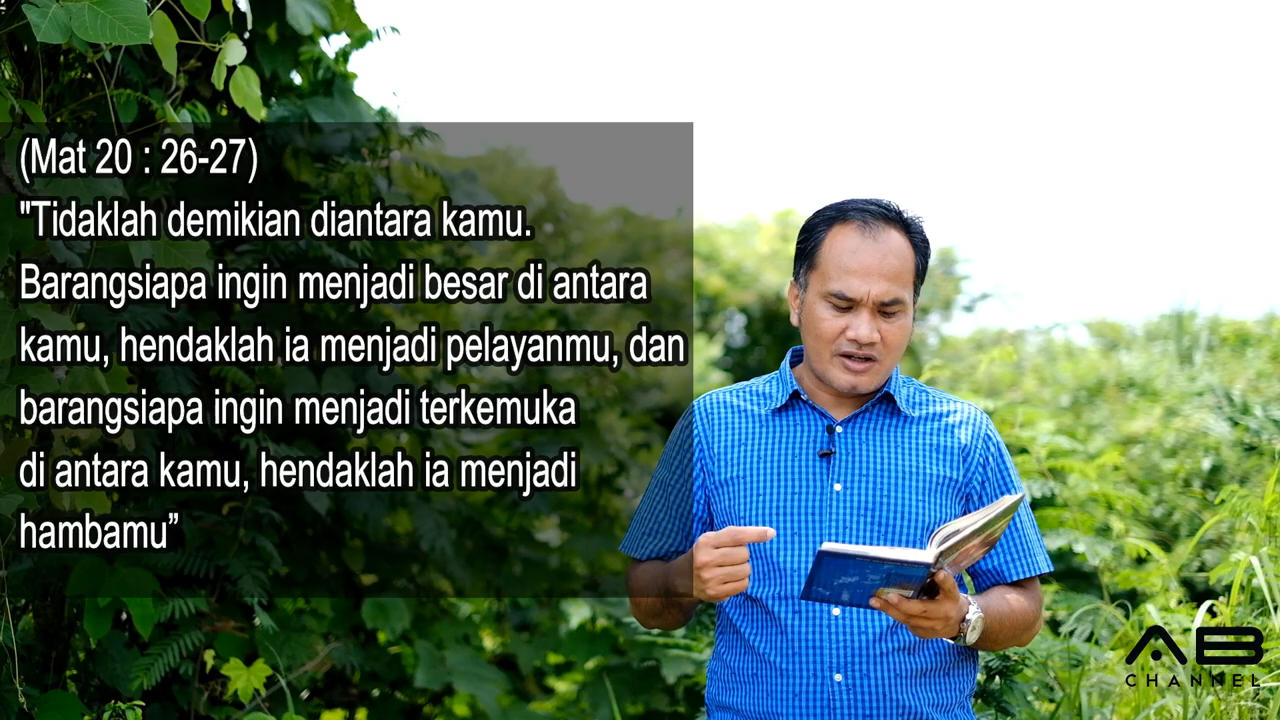 (Mat 20 : 26-27)
"Tidaklah demikian diantara kamu.
Barangsiapa ingin menjadi besar di antara
kamu, hendaklah ia menjadi pelayanmu, dan
barangsiapa ingin menjadi terkemuka
di antara kamu, hendaklah ia menjadi
hambamu”
AB
CHANNEL